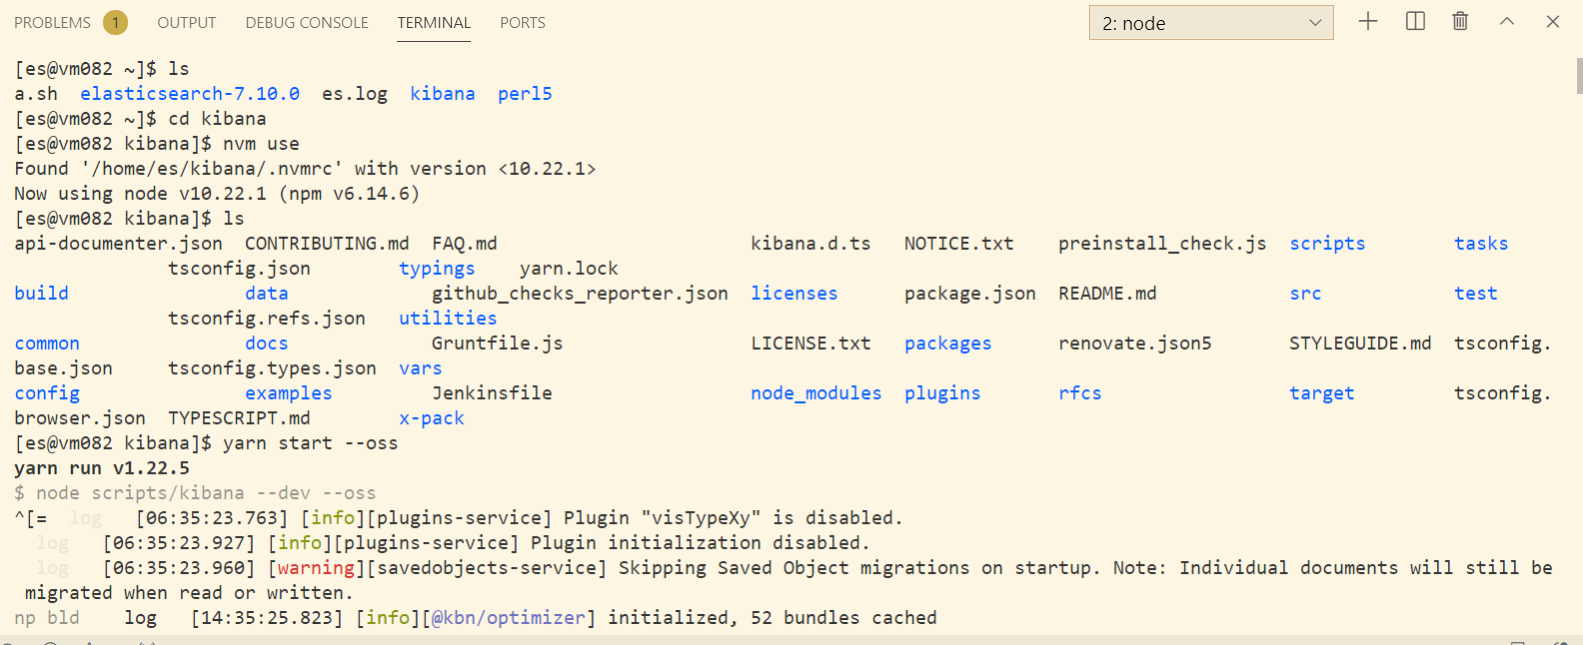 PROBLEMS 1 OUTPUT DEBUG CONSOLE TERMINAL PORTS 2: node
[es@vm082 ~]$ ls
a.sh elasticsearch-7.10.0 es.log kibana perl5
[es@vm082 ~]$ cd kibana
[es@vm082 kibana]$ nvm use
Found '/home/es/kibana/.nvmrc' with version <10.22.1>
Now using node v10.22.1 (npm v6.14.6)
[es@vm082 kibana]$ ls
api-documenter.json CONTRIBUTING.md FAQ.md kibana.d.ts NOTICE.txt preinstall_check.js scripts tasks
tsconfig.json typings yarn.lock
build data github_checks_reporter.json licenses package.json README.md src test
tsconfig.refs.json utilities
common docs Gruntfile.js LICENSE.txt packages renovate.json5 STYLEGUIDE.md tsconfig.
base.json tsconfig.types.json vars
config examples Jenkinsfile node_modules plugins rfcs target tsconfig.
browser.json TYPESCRIPT.md x-pack
[es@vm082 kibana]$ yarn start --oss
yarn run v1.22.5
$ node scripts/kibana --dev --oss
^[= log [06:35:23.763] [info][plugins-service] Plugin "visTypeXy" is disabled.
log [06:35:23.927] [info][plugins-service] Plugin initialization disabled.
log [06:35:23.960] [warning][savedobjects-service] Skipping Saved Object migrations on startup. Note: Individual documents will still be
migrated when read or written.
np bld log [14:35:25.823] [info][@kbn/optimizer] initialized, 52 bundles cached